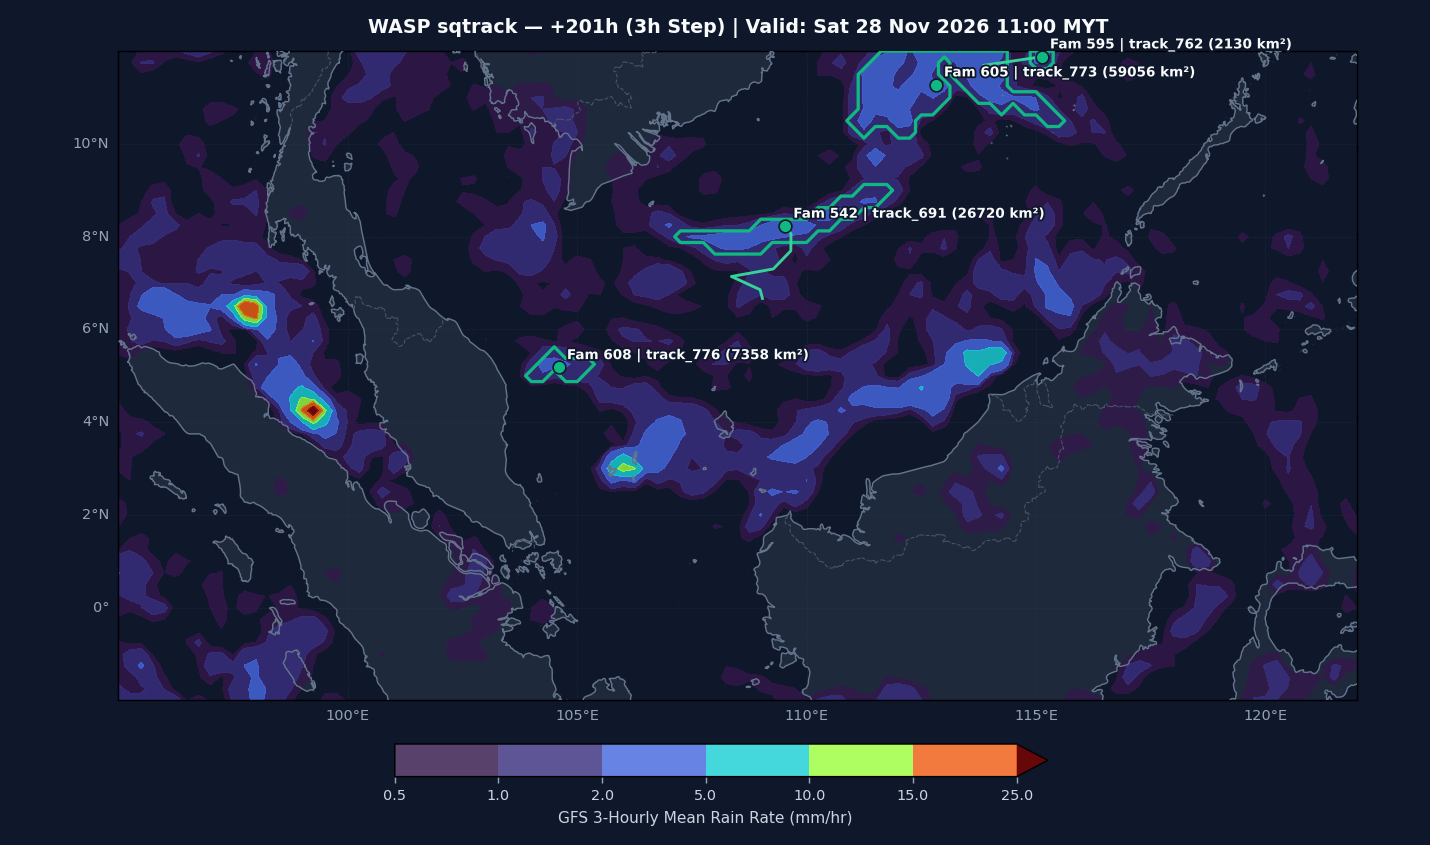 WASP sqtrack — +201h (3h Step) | Valid: Sat 28 Nov 2026 11:00 MYT
Fam 595 | track_762 (2130 km²)
Fam 605 | track_773 (59056 km²)
10°N
Fam 542 | track_691 (26720 km²)
8°N
6°N
Fam 608 | track_776 (7358 km²)
4°N
2°N
0°
100°E 105°E 110°E 115°E 120°E
0.5 1.0 2.0 5.0 10.0 15.0 25.0
GFS 3-Hourly Mean Rain Rate (mm/hr)